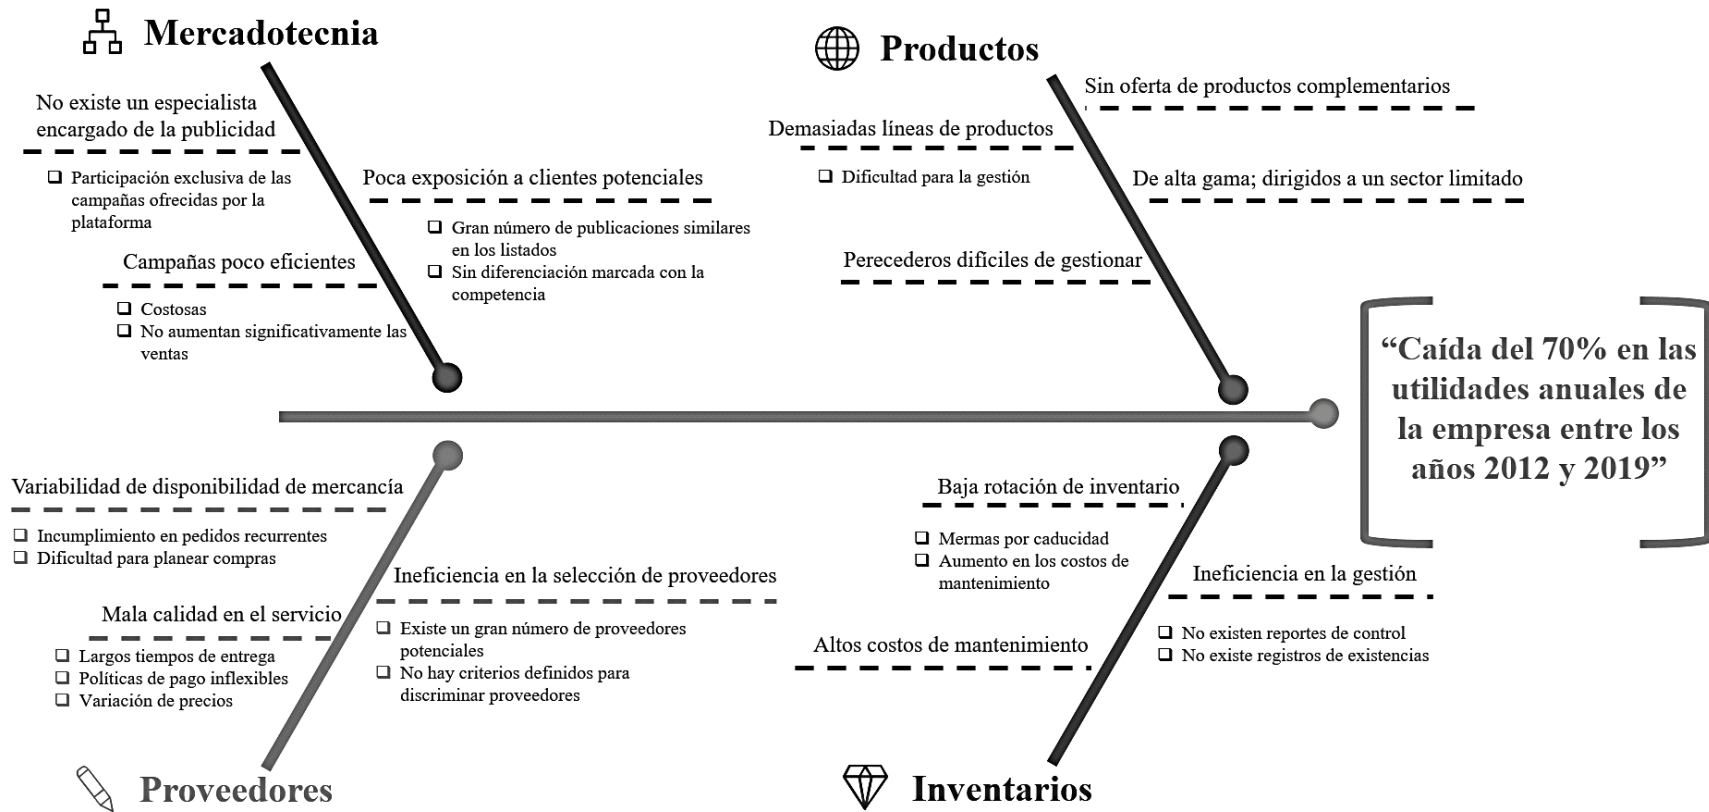 Mercadotecnia
No existe un especialista
encargado de la publicidad
Participación exclusiva de las
campañas ofrecidas por la
plataforma
Campañas poco eficientes
Costosas
No aumentan significativamente las
ventas
Poca exposición a clientes potenciales
Gran número de publicaciones similares
en los listados
Sin diferenciación marcada con la
competencia
Productos
Demasiadas líneas de productos
Dificultad para la gestión
Perecederos difíciles de gestionar
Sin oferta de productos complementarios
De alta gama; dirigidos a un sector limitado
“Caída del 70% en las
utilidades anuales de
la empresa entre los
años 2012 y 2019”
Variabilidad de disponibilidad de mercancía
Incumplimiento en pedidos recurrentes
Dificultad para planear compras
Mala calidad en el servicio
Largos tiempos de entrega
Políticas de pago inflexibles
Variación de precios
Ineficiencia en la selección de proveedores
Existe un gran número de proveedores
potenciales
No hay criterios definidos para
discriminar proveedores
Proveedores
Baja rotación de inventario
Mermas por caducidad
Aumento en los costos de
mantenimiento
Altos costos de mantenimiento
Ineficiencia en la gestión
No existen reportes de control
No existe registros de existencias
Inventarios